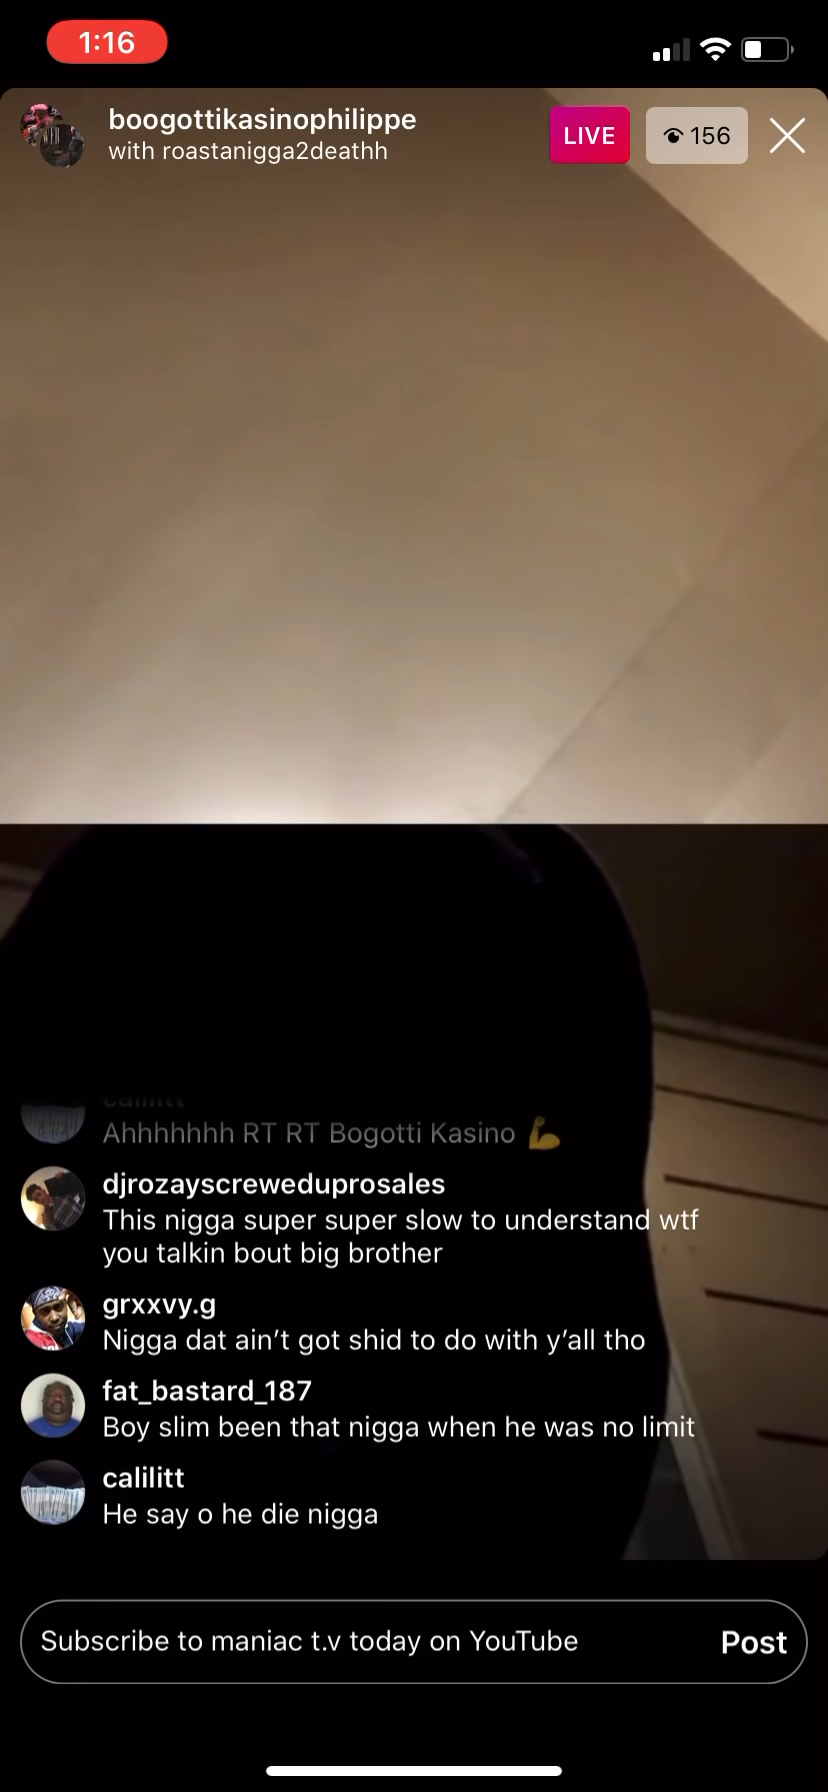 1:16
boogottikasinophilippe
with roastanigga2deathh
LIVE
156
calilitt
Ahhhhhhh RT RT Bogotti Kasino 💪
djrozayscreweduprosales
This nigga super super slow to understand wtf
you talkin bout big brother
grxxvy.g
Nigga dat ain’t got shid to do with y’all tho
fat_bastard_187
Boy slim been that nigga when he was no limit
calilitt
He say o he die nigga
Subscribe to maniac t.v today on YouTube
Post